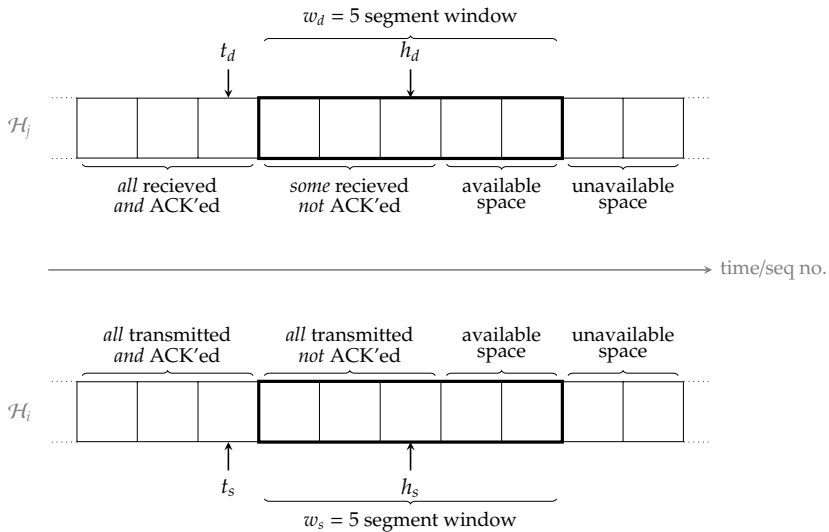 w_d = 5 segment window
t_d h_d
ℋ_j
all recieved some recieved available unavailable
and ACK'ed not ACK'ed space space
time/seq no.
all transmitted all transmitted available unavailable
and ACK'ed not ACK'ed space space
ℋ_i
t_s h_s
w_s = 5 segment window